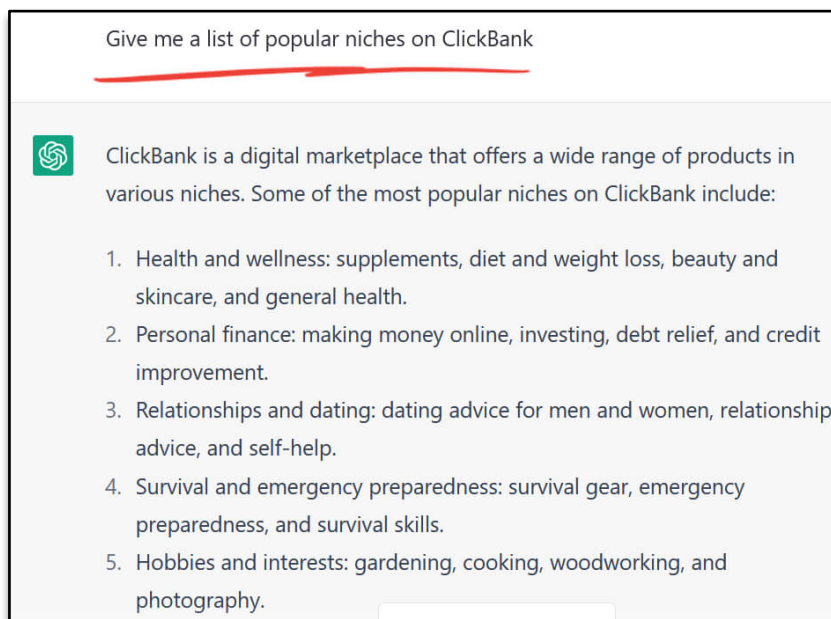 Give me a list of popular niches on ClickBank
ClickBank is a digital marketplace that offers a wide range of products in
various niches. Some of the most popular niches on ClickBank include:
1. Health and wellness: supplements, diet and weight loss, beauty and
skincare, and general health.
2. Personal finance: making money online, investing, debt relief, and credit
improvement.
3. Relationships and dating: dating advice for men and women, relationship
advice, and self-help.
4. Survival and emergency preparedness: survival gear, emergency
preparedness, and survival skills.
5. Hobbies and interests: gardening, cooking, woodworking, and
photography.